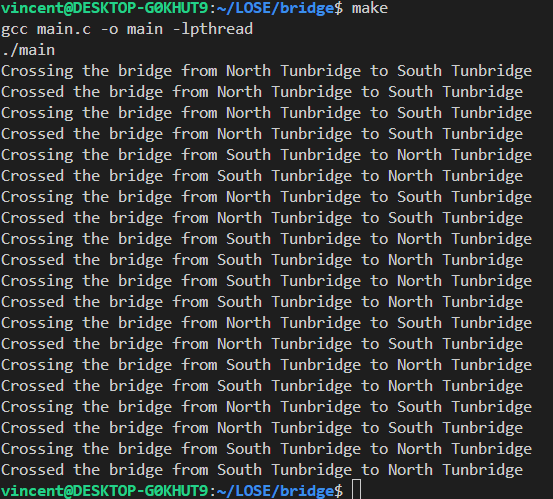 vincent@DESKTOP-G0KHUT9:~/LOSE/bridge$ make
gcc main.c -o main -lpthread
./main
Crossing the bridge from North Tunbridge to South Tunbridge
Crossed the bridge from North Tunbridge to South Tunbridge
Crossing the bridge from North Tunbridge to South Tunbridge
Crossed the bridge from North Tunbridge to South Tunbridge
Crossing the bridge from South Tunbridge to North Tunbridge
Crossed the bridge from South Tunbridge to North Tunbridge
Crossing the bridge from North Tunbridge to South Tunbridge
Crossed the bridge from North Tunbridge to South Tunbridge
Crossing the bridge from South Tunbridge to North Tunbridge
Crossed the bridge from South Tunbridge to North Tunbridge
Crossing the bridge from South Tunbridge to North Tunbridge
Crossed the bridge from South Tunbridge to North Tunbridge
Crossing the bridge from North Tunbridge to South Tunbridge
Crossed the bridge from North Tunbridge to South Tunbridge
Crossing the bridge from South Tunbridge to North Tunbridge
Crossed the bridge from South Tunbridge to North Tunbridge
Crossing the bridge from North Tunbridge to South Tunbridge
Crossed the bridge from North Tunbridge to South Tunbridge
Crossing the bridge from South Tunbridge to North Tunbridge
Crossed the bridge from South Tunbridge to North Tunbridge
vincent@DESKTOP-G0KHUT9:~/LOSE/bridge$